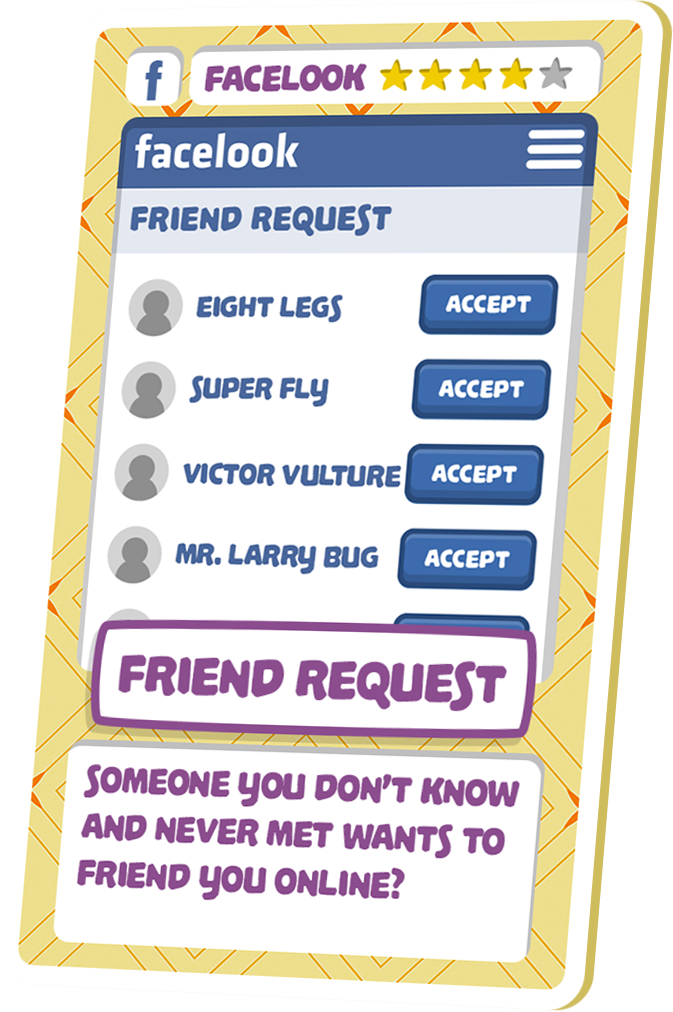 f FACELOOK
facelook
FRIEND REQUEST
EIGHT LEGS ACCEPT
SUPER FLY ACCEPT
VICTOR VULTURE ACCEPT
MR. LARRY BUG ACCEPT
FRIEND REQUEST
SOMEONE YOU DON'T KNOW
AND NEVER MET WANTS TO
FRIEND YOU ONLINE?